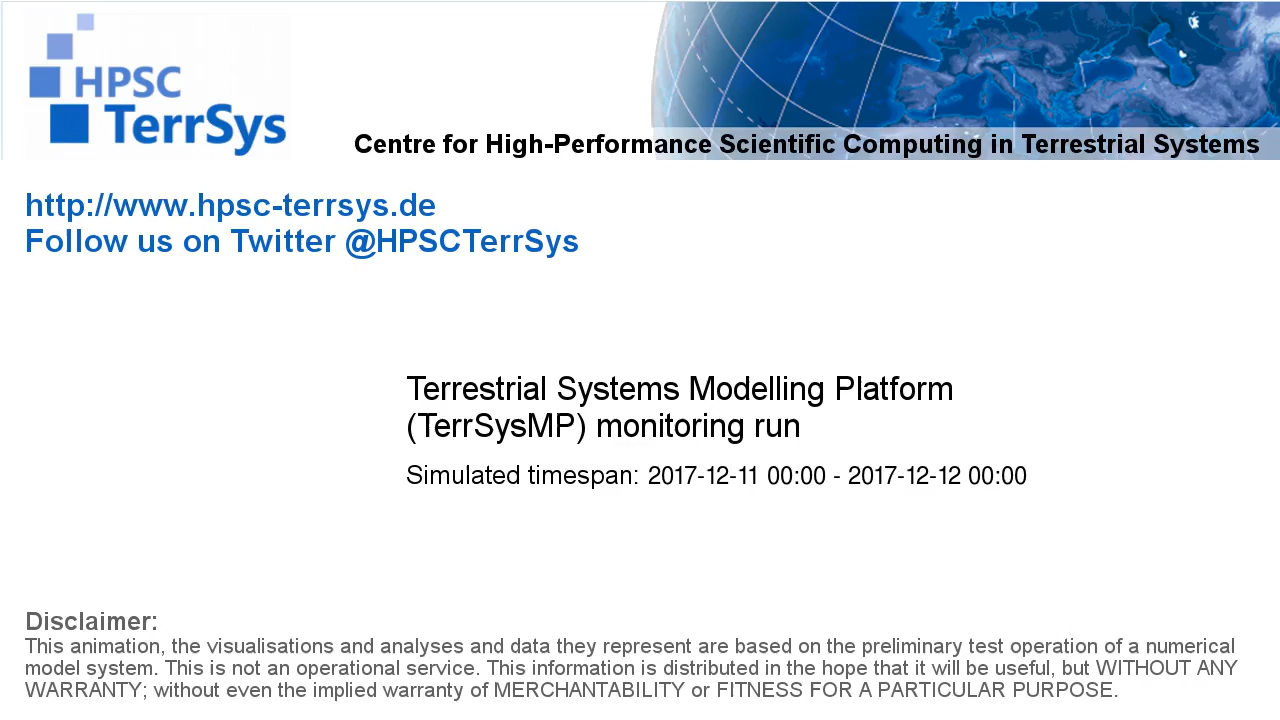 HPSC
TerrSys
Centre for High-Performance Scientific Computing in Terrestrial Systems
http://www.hpsc-terrsys.de
Follow us on Twitter @HPSCTerrSys
Terrestrial Systems Modelling Platform
(TerrSysMP) monitoring run
Simulated timespan: 2017-12-11 00:00 - 2017-12-12 00:00
Disclaimer:
This animation, the visualisations and analyses and data they represent are based on the preliminary test operation of a numerical
model system. This is not an operational service. This information is distributed in the hope that it will be useful, but WITHOUT ANY
WARRANTY; without even the implied warranty of MERCHANTABILITY or FITNESS FOR A PARTICULAR PURPOSE.